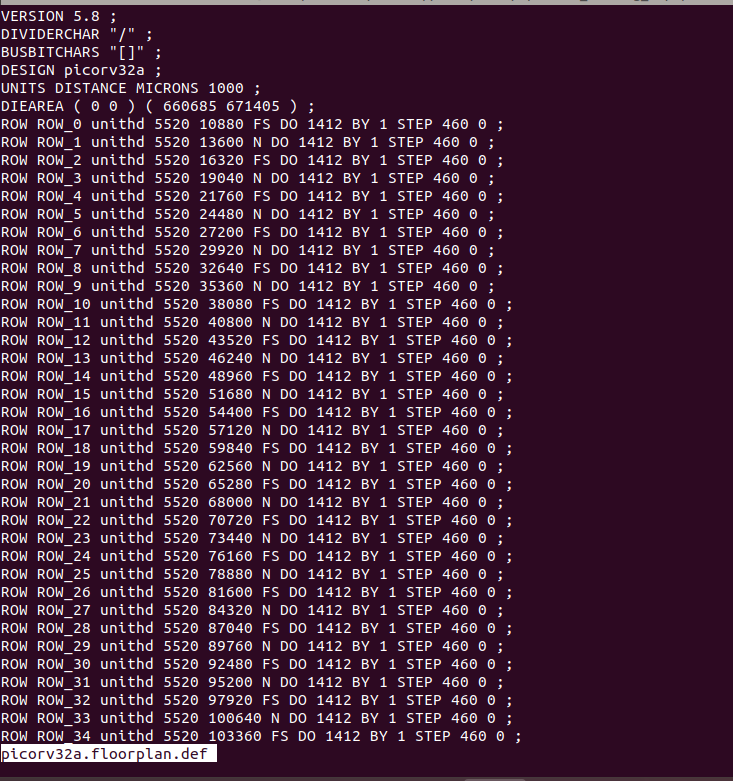 VERSION 5.8 ;
DIVIDERCHAR "/" ;
BUSBITCHARS "[]" ;
DESIGN picorv32a ;
UNITS DISTANCE MICRONS 1000 ;
DIEAREA ( 0 0 ) ( 660685 671405 ) ;
ROW ROW_0 unithd 5520 10880 FS DO 1412 BY 1 STEP 460 0 ;
ROW ROW_1 unithd 5520 13600 N DO 1412 BY 1 STEP 460 0 ;
ROW ROW_2 unithd 5520 16320 FS DO 1412 BY 1 STEP 460 0 ;
ROW ROW_3 unithd 5520 19040 N DO 1412 BY 1 STEP 460 0 ;
ROW ROW_4 unithd 5520 21760 FS DO 1412 BY 1 STEP 460 0 ;
ROW ROW_5 unithd 5520 24480 N DO 1412 BY 1 STEP 460 0 ;
ROW ROW_6 unithd 5520 27200 FS DO 1412 BY 1 STEP 460 0 ;
ROW ROW_7 unithd 5520 29920 N DO 1412 BY 1 STEP 460 0 ;
ROW ROW_8 unithd 5520 32640 FS DO 1412 BY 1 STEP 460 0 ;
ROW ROW_9 unithd 5520 35360 N DO 1412 BY 1 STEP 460 0 ;
ROW ROW_10 unithd 5520 38080 FS DO 1412 BY 1 STEP 460 0 ;
ROW ROW_11 unithd 5520 40800 N DO 1412 BY 1 STEP 460 0 ;
ROW ROW_12 unithd 5520 43520 FS DO 1412 BY 1 STEP 460 0 ;
ROW ROW_13 unithd 5520 46240 N DO 1412 BY 1 STEP 460 0 ;
ROW ROW_14 unithd 5520 48960 FS DO 1412 BY 1 STEP 460 0 ;
ROW ROW_15 unithd 5520 51680 N DO 1412 BY 1 STEP 460 0 ;
ROW ROW_16 unithd 5520 54400 FS DO 1412 BY 1 STEP 460 0 ;
ROW ROW_17 unithd 5520 57120 N DO 1412 BY 1 STEP 460 0 ;
ROW ROW_18 unithd 5520 59840 FS DO 1412 BY 1 STEP 460 0 ;
ROW ROW_19 unithd 5520 62560 N DO 1412 BY 1 STEP 460 0 ;
ROW ROW_20 unithd 5520 65280 FS DO 1412 BY 1 STEP 460 0 ;
ROW ROW_21 unithd 5520 68000 N DO 1412 BY 1 STEP 460 0 ;
ROW ROW_22 unithd 5520 70720 FS DO 1412 BY 1 STEP 460 0 ;
ROW ROW_23 unithd 5520 73440 N DO 1412 BY 1 STEP 460 0 ;
ROW ROW_24 unithd 5520 76160 FS DO 1412 BY 1 STEP 460 0 ;
ROW ROW_25 unithd 5520 78880 N DO 1412 BY 1 STEP 460 0 ;
ROW ROW_26 unithd 5520 81600 FS DO 1412 BY 1 STEP 460 0 ;
ROW ROW_27 unithd 5520 84320 N DO 1412 BY 1 STEP 460 0 ;
ROW ROW_28 unithd 5520 87040 FS DO 1412 BY 1 STEP 460 0 ;
ROW ROW_29 unithd 5520 89760 N DO 1412 BY 1 STEP 460 0 ;
ROW ROW_30 unithd 5520 92480 FS DO 1412 BY 1 STEP 460 0 ;
ROW ROW_31 unithd 5520 95200 N DO 1412 BY 1 STEP 460 0 ;
ROW ROW_32 unithd 5520 97920 FS DO 1412 BY 1 STEP 460 0 ;
ROW ROW_33 unithd 5520 100640 N DO 1412 BY 1 STEP 460 0 ;
ROW ROW_34 unithd 5520 103360 FS DO 1412 BY 1 STEP 460 0 ;
picorv32a.floorplan.def